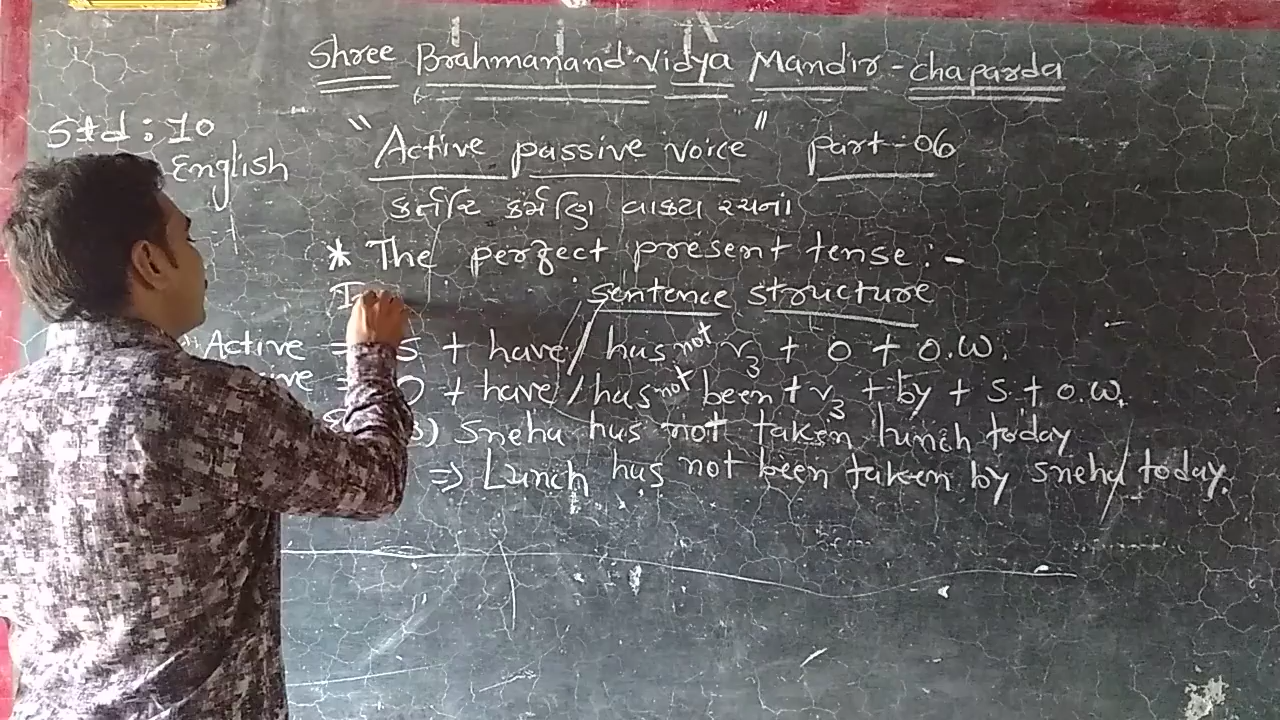 Shree Brahmanand Vidya Mandir - chaparda
Std : 10
English
"Active passive voice" part - 06
કર્તરિ કર્મણિ વાક્ય રચના
* The perfect present tense :-
sentence structure
Active = S + have / has not v3 + O + O.W.
= O + have / has not been + v3 + by + S + O.W.
) Sneha has not taken lunch today
⇒ Lunch has not been taken by sneha / today.